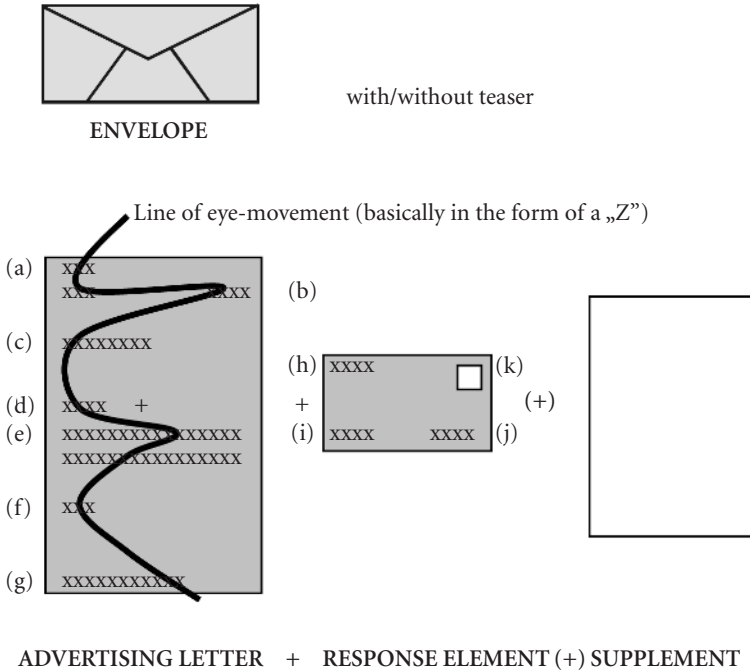 with/without teaser
ENVELOPE
Line of eye-movement (basically in the form of a „Z”)
(a) xxx
xxx xxxx (b)
(c) xxxxxxxx
(h) xxxx (k)
(d) xxxx + + (+)
(e) xxxxxxxxxxxxxxxx (i) xxxx xxxx (j)
xxxxxxxxxxxxxxxx
(f) xxx
(g) xxxxxxxxxxx
ADVERTISING LETTER + RESPONSE ELEMENT (+) SUPPLEMENT